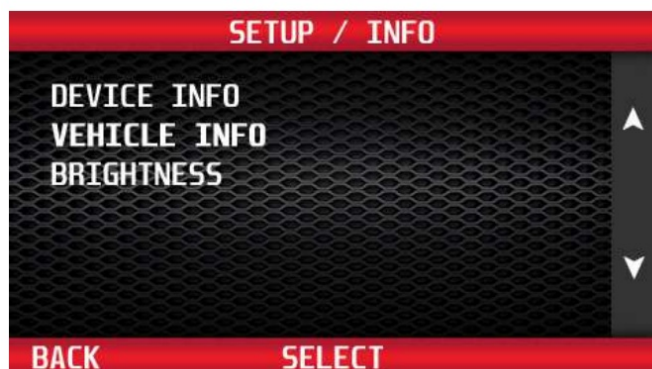 SETUP / INFO
DEVICE INFO
VEHICLE INFO
BRIGHTNESS
BACK SELECT